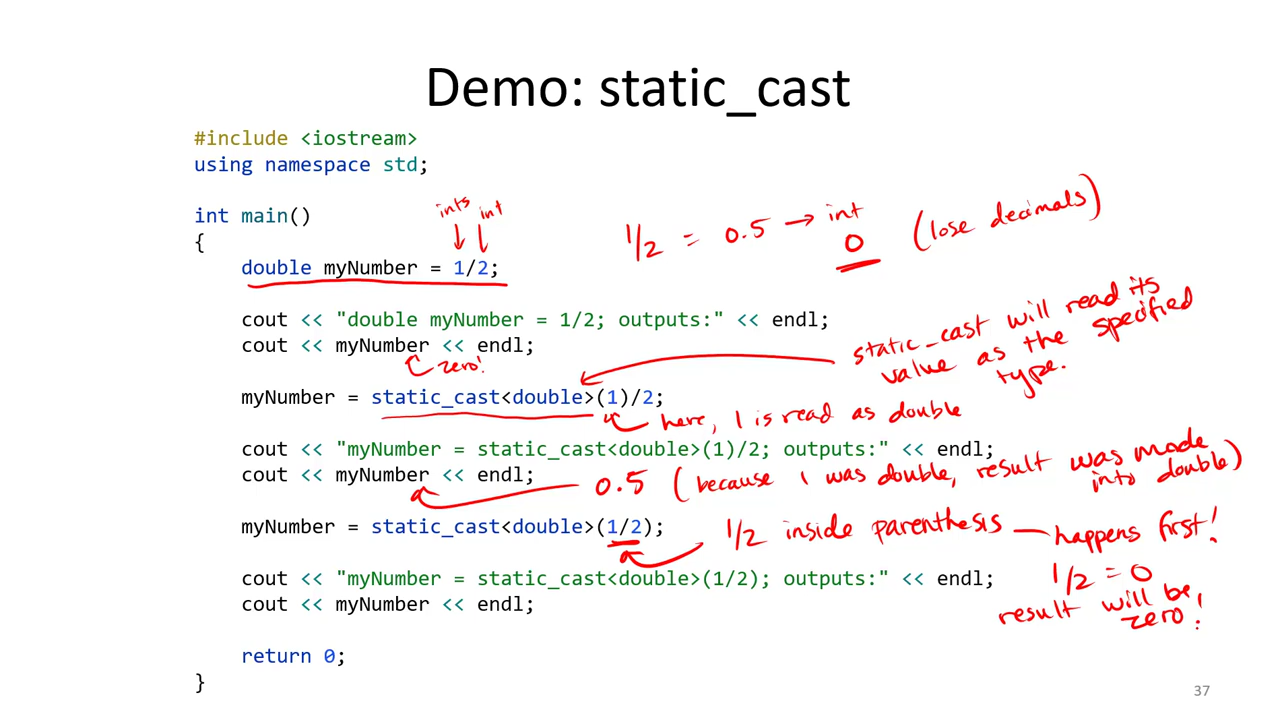 Demo: static_cast
#include <iostream>
using namespace std;
ints int
int main()
1/2 = 0.5 → int (lose decimals)
0
{
double myNumber = 1/2;
cout << "double myNumber = 1/2; outputs:" << endl;
cout << myNumber << endl;
zero!
static_cast will read its
value as the specified
type.
myNumber = static_cast<double>(1)/2;
here, 1 is read as double
cout << "myNumber = static_cast<double>(1)/2; outputs:" << endl;
cout << myNumber << endl;
0.5 (because 1 was double, result was made
into double)
myNumber = static_cast<double>(1/2);
1/2 inside parenthesis — happens first!
cout << "myNumber = static_cast<double>(1/2); outputs:" << endl;
1/2 = 0
cout << myNumber << endl;
result will be
zero!
return 0;
}
37